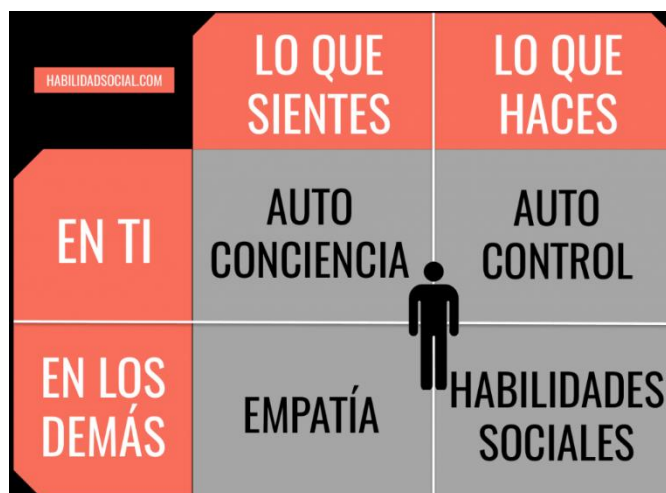 HABILIDADSOCIAL.COM
LO QUE
SIENTES
LO QUE
HACES
EN TI
AUTO
CONCIENCIA
AUTO
CONTROL
EN LOS
DEMÁS
EMPATÍA
HABILIDADES
SOCIALES